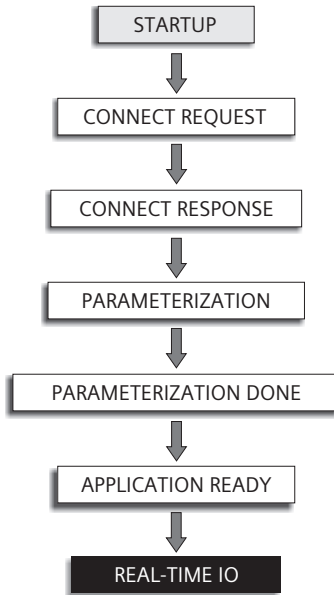 STARTUP
CONNECT REQUEST
CONNECT RESPONSE
PARAMETERIZATION
PARAMETERIZATION DONE
APPLICATION READY
REAL-TIME IO